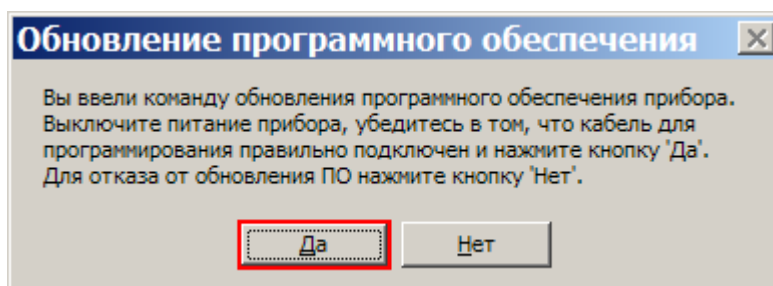 Обновление программного обеспечения
Вы ввели команду обновления программного обеспечения прибора.
Выключите питание прибора, убедитесь в том, что кабель для
программирования правильно подключен и нажмите кнопку 'Да'.
Для отказа от обновления ПО нажмите кнопку 'Нет'.
Да
Нет